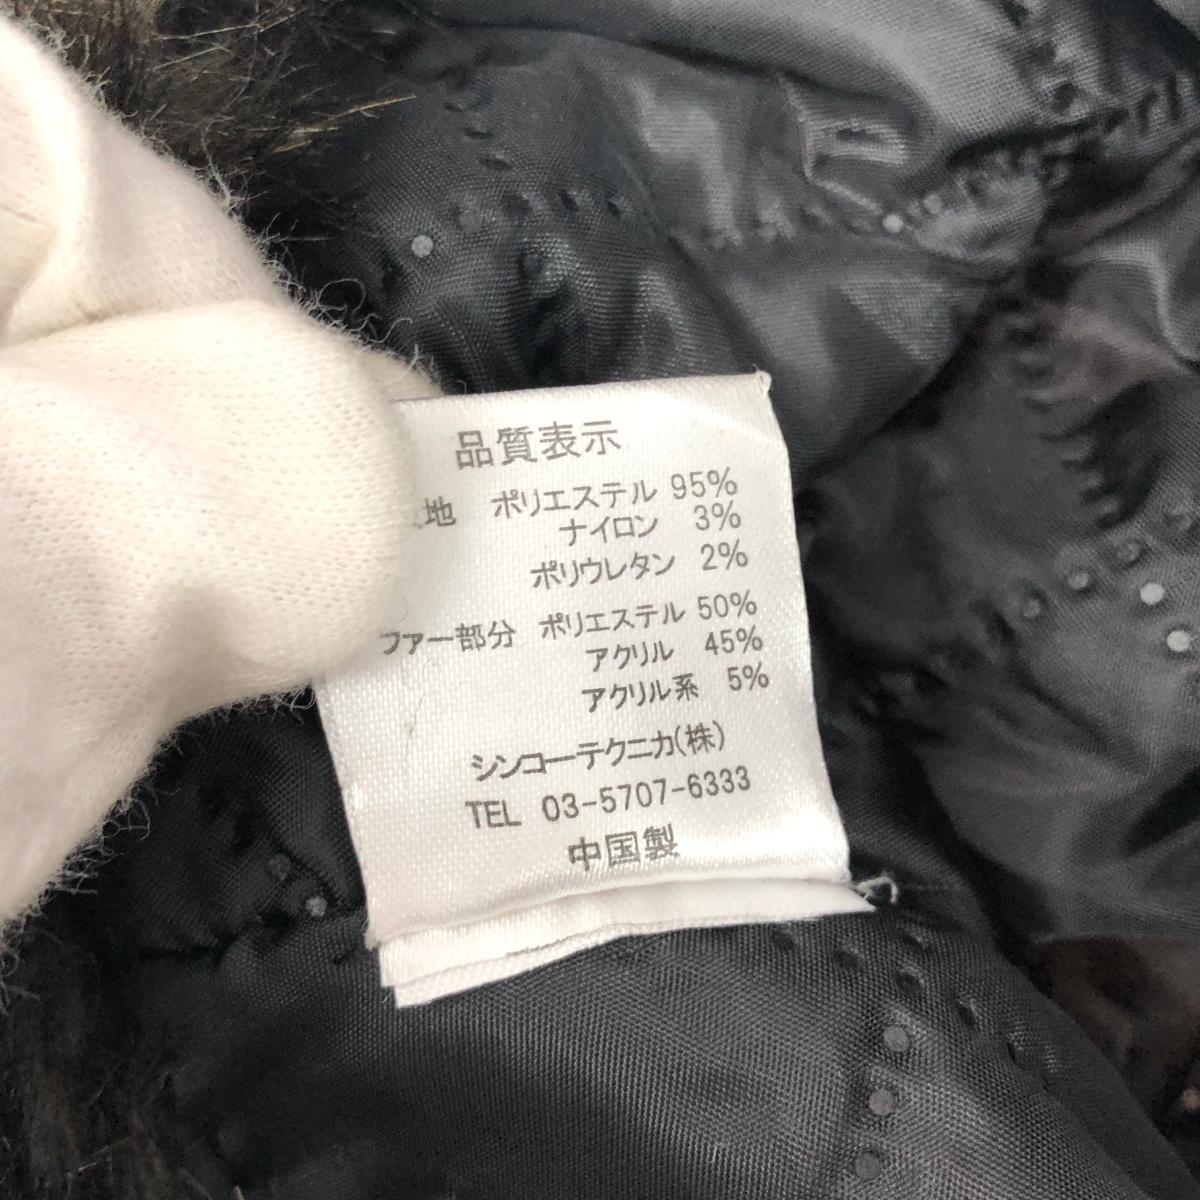 品質表示
地 ポリエステル 95%
ナイロン 3%
ポリウレタン 2%
ファー部分 ポリエステル 50%
アクリル 45%
アクリル系 5%
シンコーテクニカ(株)
TEL 03-5707-6333
中国製